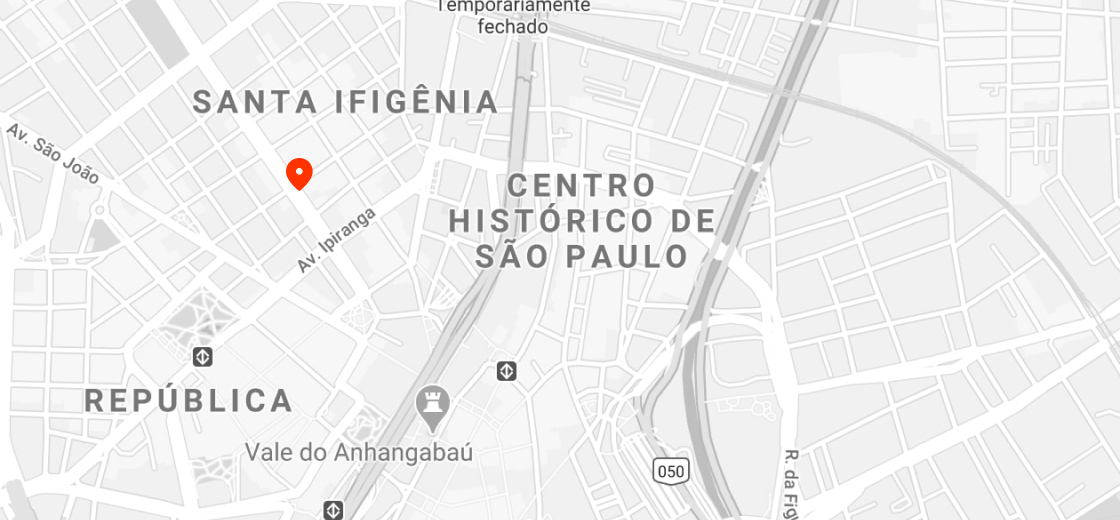 Temporariamente
fechado
SANTA IFIGÊNIA
Av. São João
CENTRO
HISTÓRICO DE
SÃO PAULO
Av. Ipiranga
REPÚBLICA
Vale do Anhangabaú
050
R. da Fig